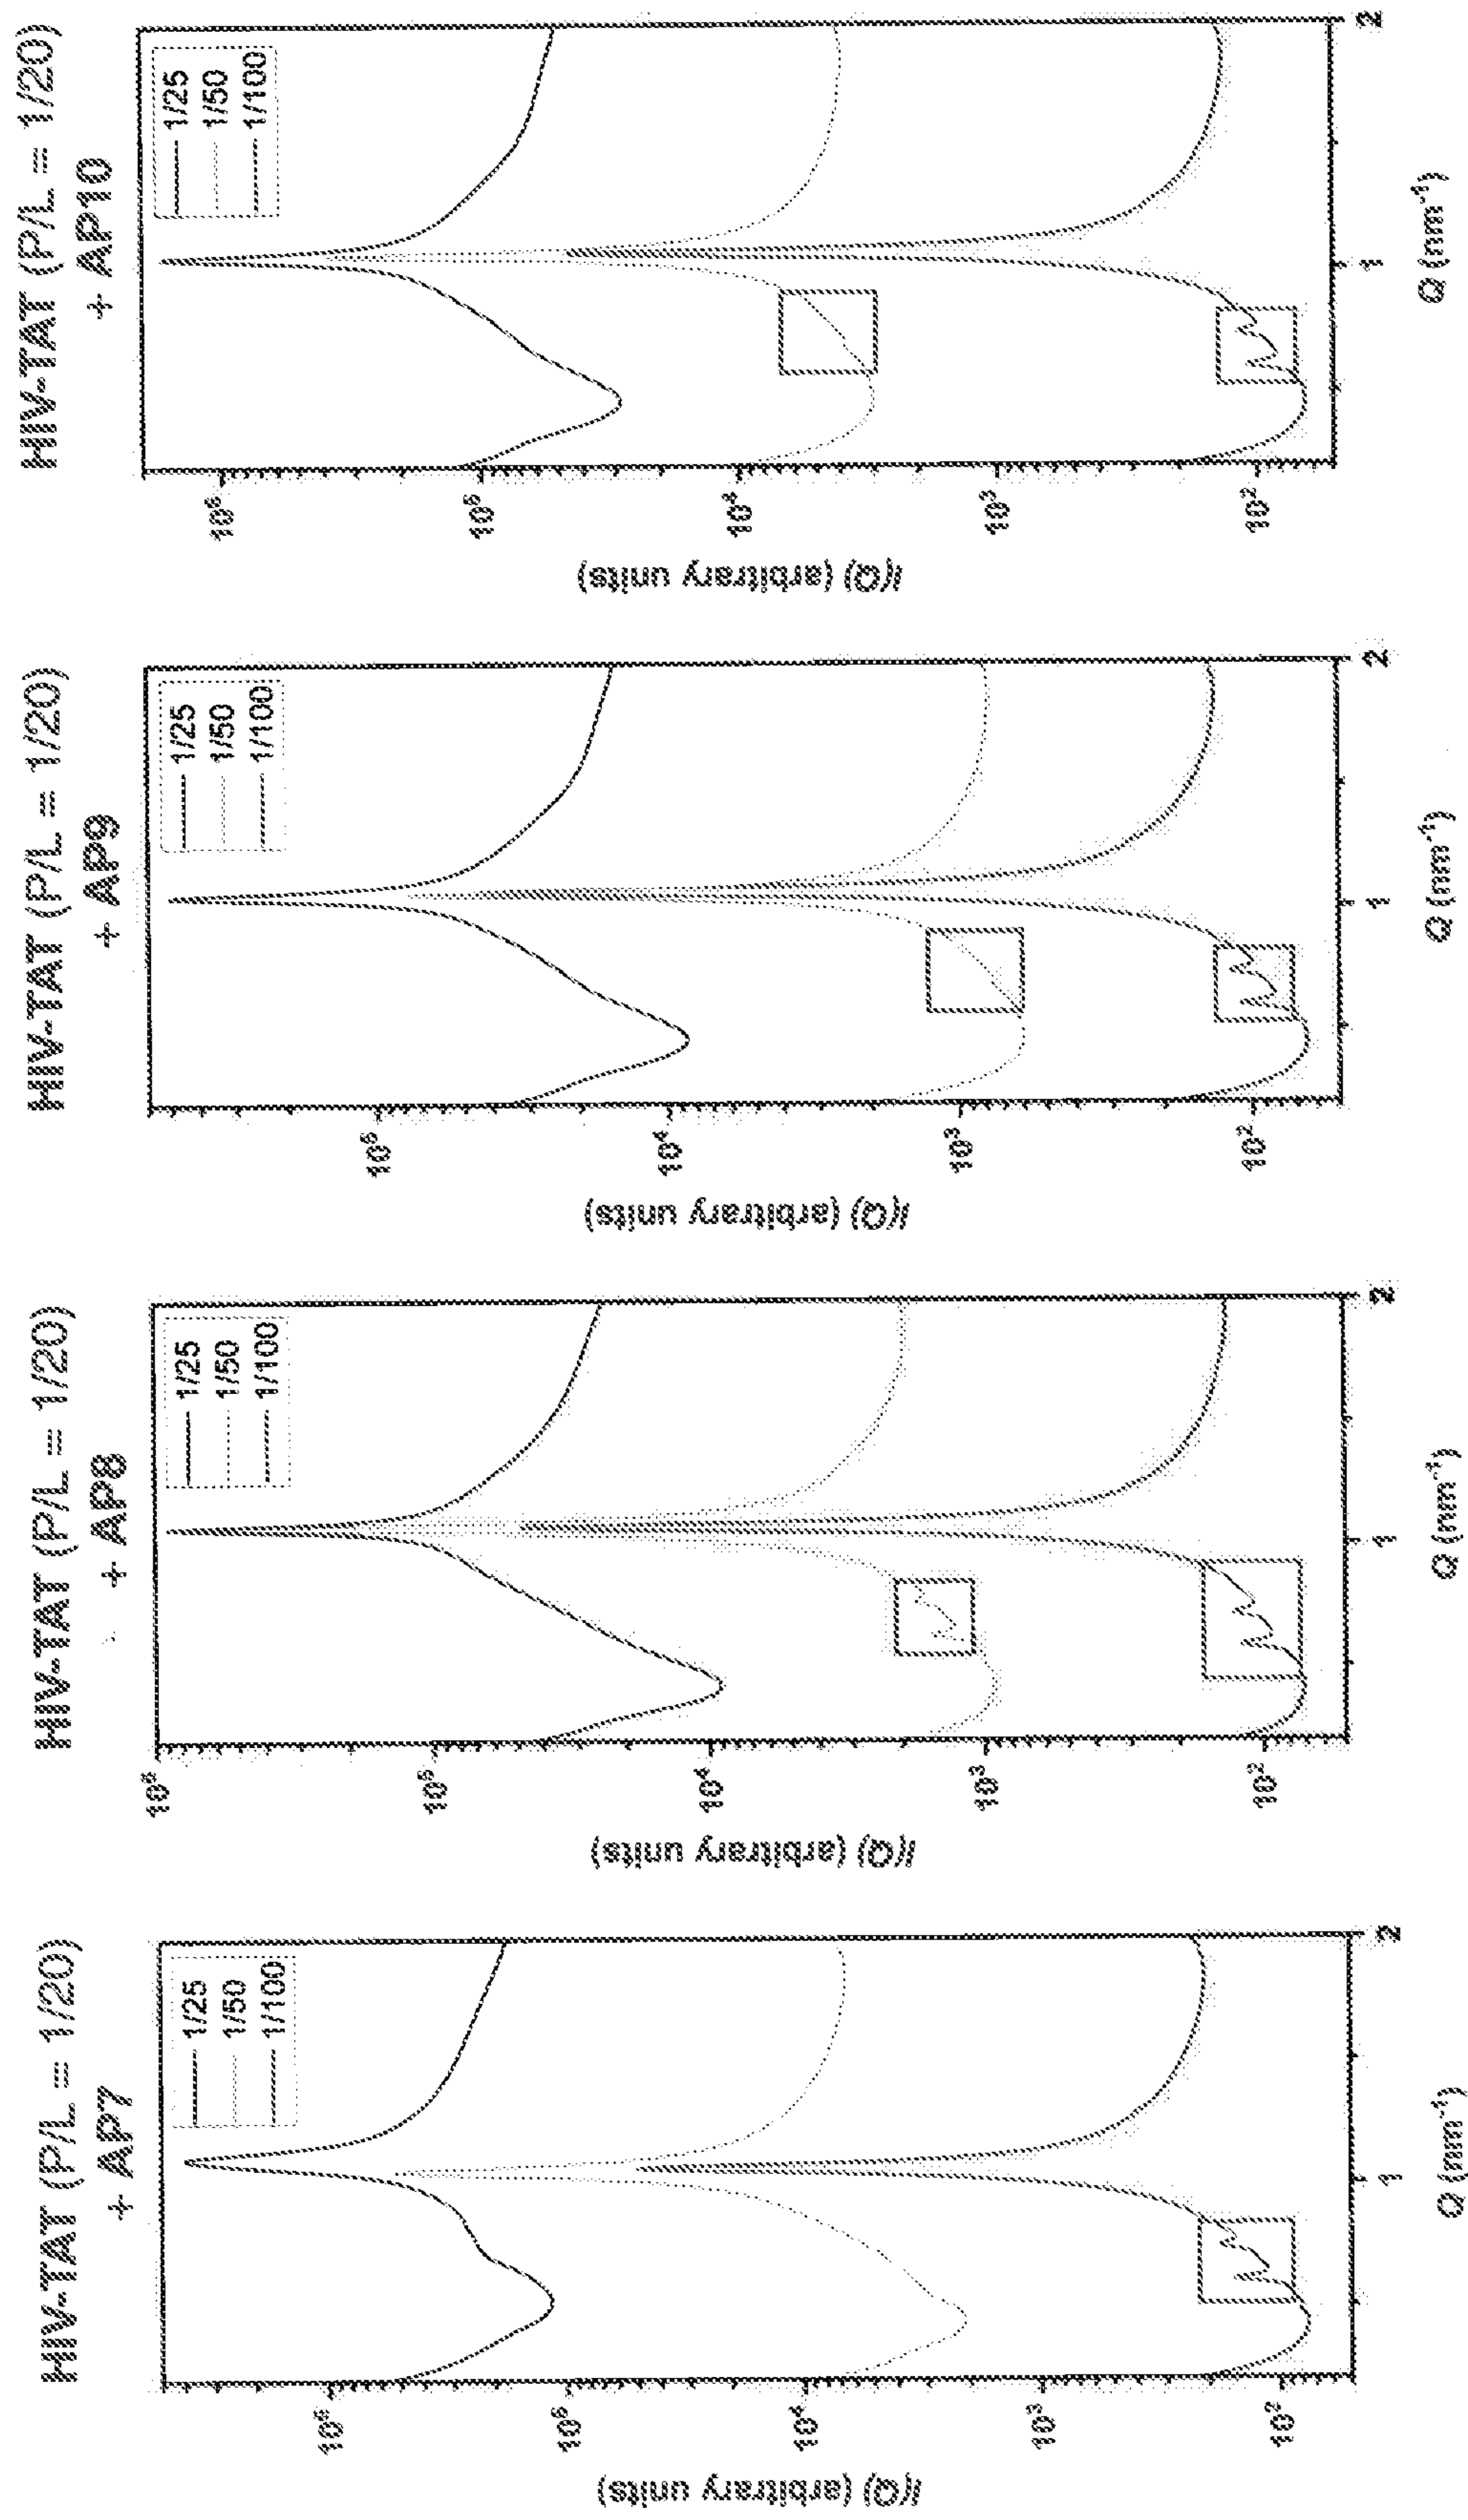 HIV-TAT (P/L = 1/20)
+ AP7
1/25
1/50
1/100
10⁶
10⁵
10⁴
10³
10²
I(Q) (arbitrary units)
1
2
Q (nm⁻¹)
HIV-TAT (P/L = 1/20)
+ AP8
1/25
1/50
1/100
10⁶
10⁵
10⁴
10³
10²
I(Q) (arbitrary units)
1
2
Q (nm⁻¹)
HIV-TAT (P/L = 1/20)
+ AP9
1/25
1/50
1/100
10⁵
10⁴
10³
10²
I(Q) (arbitrary units)
1
2
Q (nm⁻¹)
HIV-TAT (P/L = 1/20)
+ AP10
1/25
1/50
1/100
10⁶
10⁵
10⁴
10³
10²
I(Q) (arbitrary units)
1
2
Q (nm⁻¹)